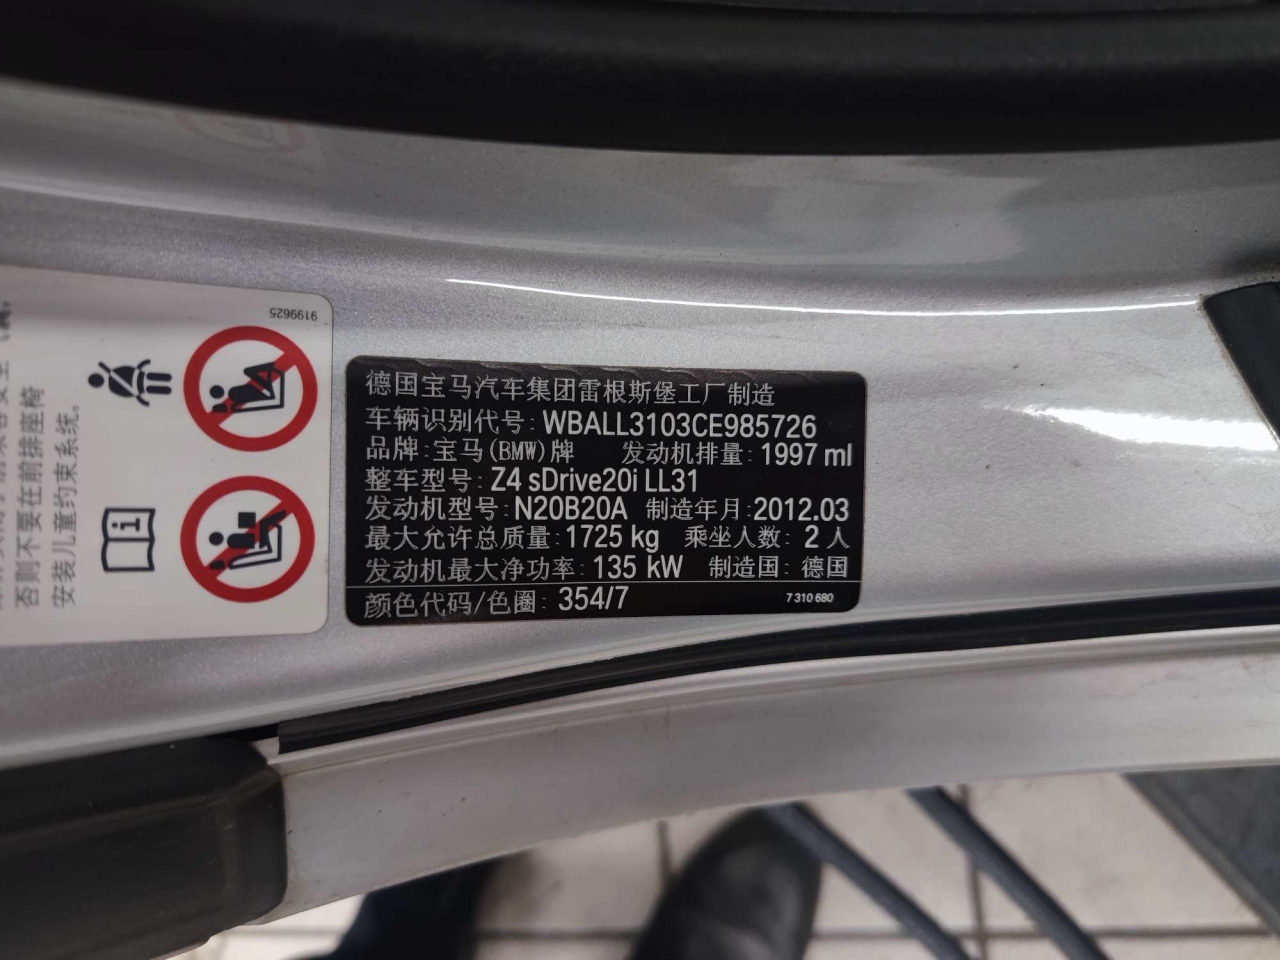 9199625
否则不要在前排座椅
安装儿童约束系统。
德国宝马汽车集团雷根斯堡工厂制造
车辆识别代号: WBALL3103CE985726
品牌:宝马(BMW)牌 发动机排量: 1997 ml
整车型号: Z4 sDrive20i LL31
发动机型号: N20B20A 制造年月: 2012.03
最大允许总质量: 1725 kg 乘坐人数: 2 人
发动机最大净功率: 135 kW 制造国: 德国
颜色代码/色圈: 354/7 7 310 680